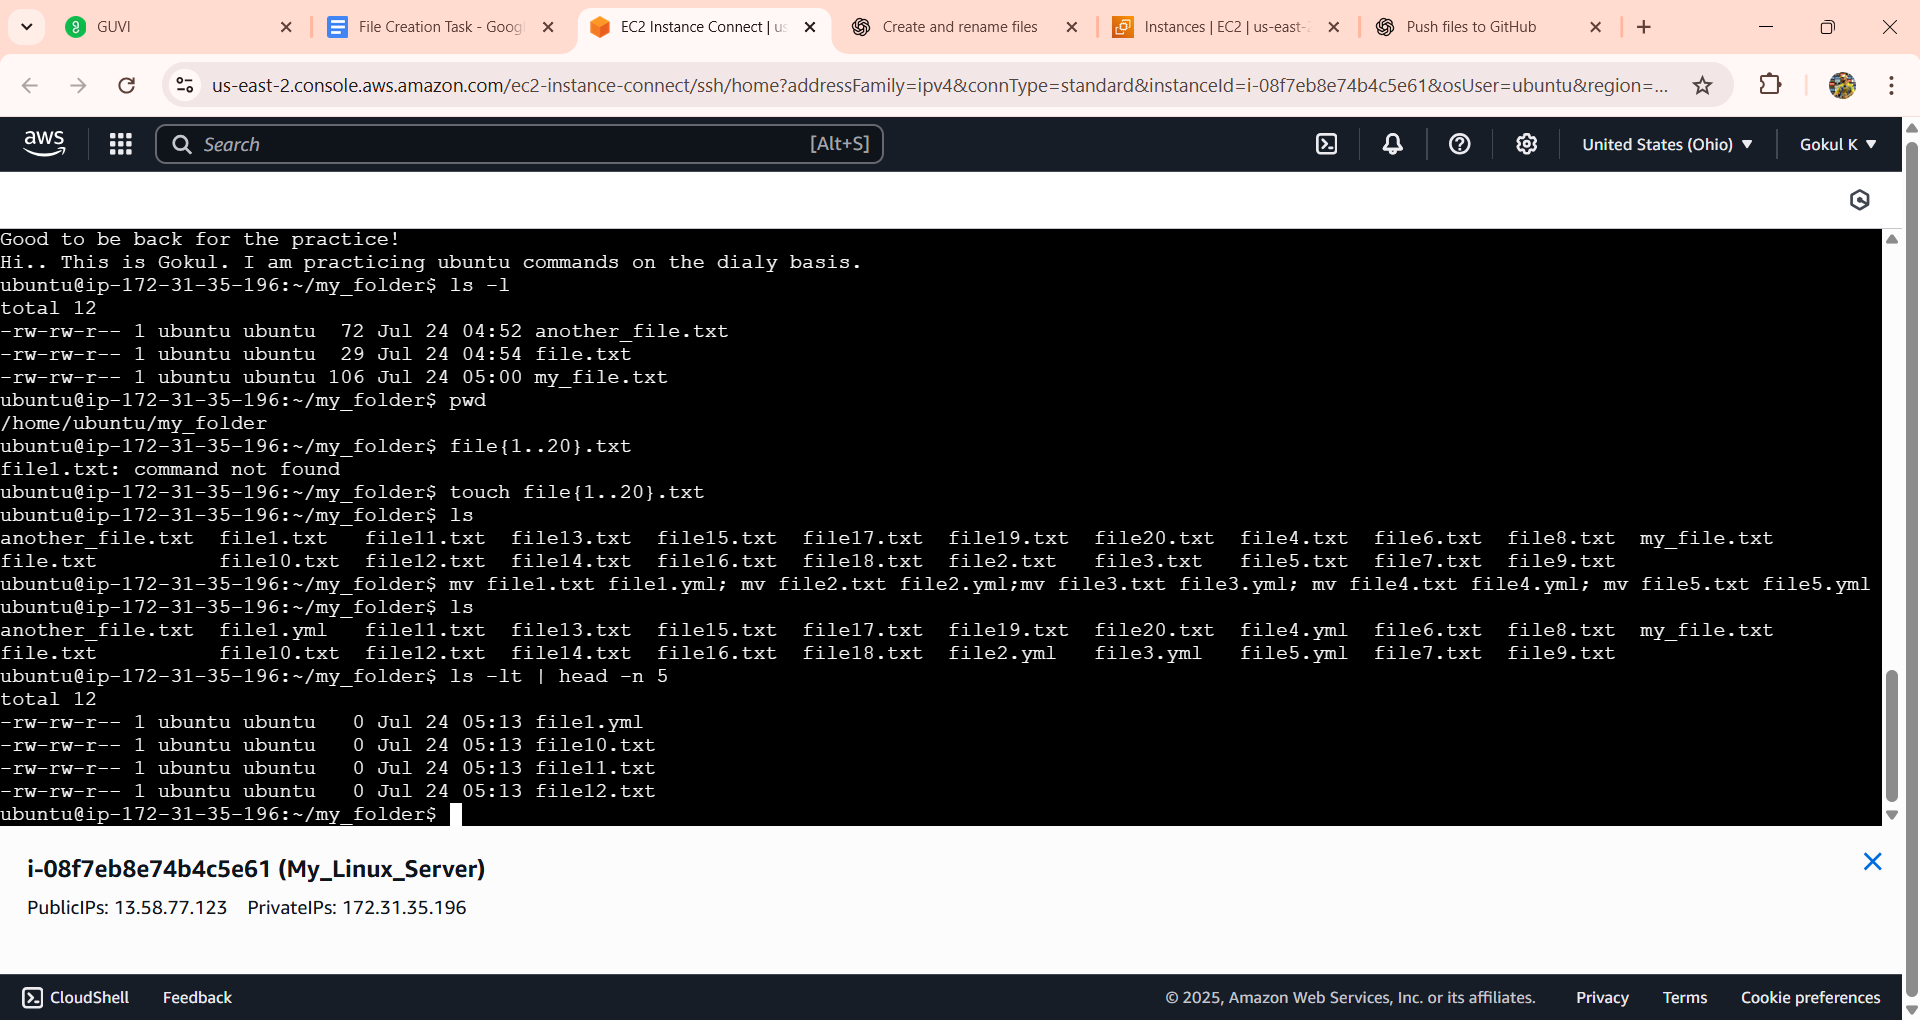 GUVI
File Creation Task - Goog
EC2 Instance Connect | us
Create and rename files
Instances | EC2 | us-east-2
Push files to GitHub
us-east-2.console.aws.amazon.com/ec2-instance-connect/ssh/home?addressFamily=ipv4&connType=standard&instanceId=i-08f7eb8e74b4c5e61&osUser=ubuntu&region=...
aws
Search
[Alt+S]
United States (Ohio)
Gokul K
Good to be back for the practice!
Hi.. This is Gokul. I am practicing ubuntu commands on the dialy basis.
ubuntu@ip-172-31-35-196:~/my_folder$ ls -l
total 12
-rw-rw-r-- 1 ubuntu ubuntu  72 Jul 24 04:52 another_file.txt
-rw-rw-r-- 1 ubuntu ubuntu  29 Jul 24 04:54 file.txt
-rw-rw-r-- 1 ubuntu ubuntu 106 Jul 24 05:00 my_file.txt
ubuntu@ip-172-31-35-196:~/my_folder$ pwd
/home/ubuntu/my_folder
ubuntu@ip-172-31-35-196:~/my_folder$ file{1..20}.txt
file1.txt: command not found
ubuntu@ip-172-31-35-196:~/my_folder$ touch file{1..20}.txt
ubuntu@ip-172-31-35-196:~/my_folder$ ls
another_file.txt  file1.txt   file11.txt  file13.txt  file15.txt  file17.txt  file19.txt  file20.txt  file4.txt  file6.txt  file8.txt  my_file.txt
file.txt          file10.txt  file12.txt  file14.txt  file16.txt  file18.txt  file2.txt   file3.txt   file5.txt  file7.txt  file9.txt
ubuntu@ip-172-31-35-196:~/my_folder$ mv file1.txt file1.yml; mv file2.txt file2.yml;mv file3.txt file3.yml; mv file4.txt file4.yml; mv file5.txt file5.yml
ubuntu@ip-172-31-35-196:~/my_folder$ ls
another_file.txt  file1.yml   file11.txt  file13.txt  file15.txt  file17.txt  file19.txt  file20.txt  file4.yml  file6.txt  file8.txt  my_file.txt
file.txt          file10.txt  file12.txt  file14.txt  file16.txt  file18.txt  file2.yml   file3.yml   file5.yml  file7.txt  file9.txt
ubuntu@ip-172-31-35-196:~/my_folder$ ls -lt | head -n 5
total 12
-rw-rw-r-- 1 ubuntu ubuntu   0 Jul 24 05:13 file1.yml
-rw-rw-r-- 1 ubuntu ubuntu   0 Jul 24 05:13 file10.txt
-rw-rw-r-- 1 ubuntu ubuntu   0 Jul 24 05:13 file11.txt
-rw-rw-r-- 1 ubuntu ubuntu   0 Jul 24 05:13 file12.txt
ubuntu@ip-172-31-35-196:~/my_folder$
i-08f7eb8e74b4c5e61 (My_Linux_Server)
PublicIPs: 13.58.77.123    PrivateIPs: 172.31.35.196
CloudShell
Feedback
© 2025, Amazon Web Services, Inc. or its affiliates.
Privacy
Terms
Cookie preferences